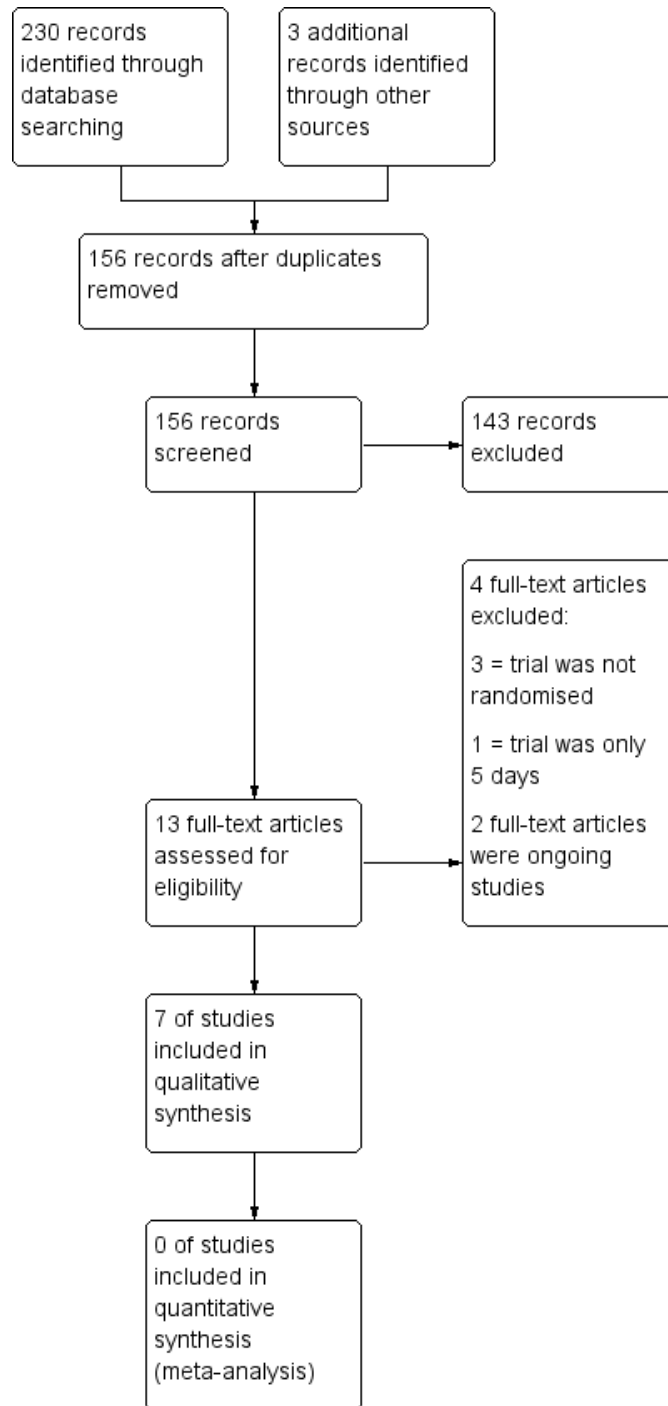 230 records
identified through
database
searching
3 additional
records identified
through other
sources
156 records after duplicates
removed
156 records
screened
143 records
excluded
4 full-text articles
excluded:
3 = trial was not
randomised
1 = trial was only
5 days
2 full-text articles
were ongoing
studies
13 full-text articles
assessed for
eligibility
7 of studies
included in
qualitative
synthesis
0 of studies
included in
quantitative
synthesis
(meta-analysis)